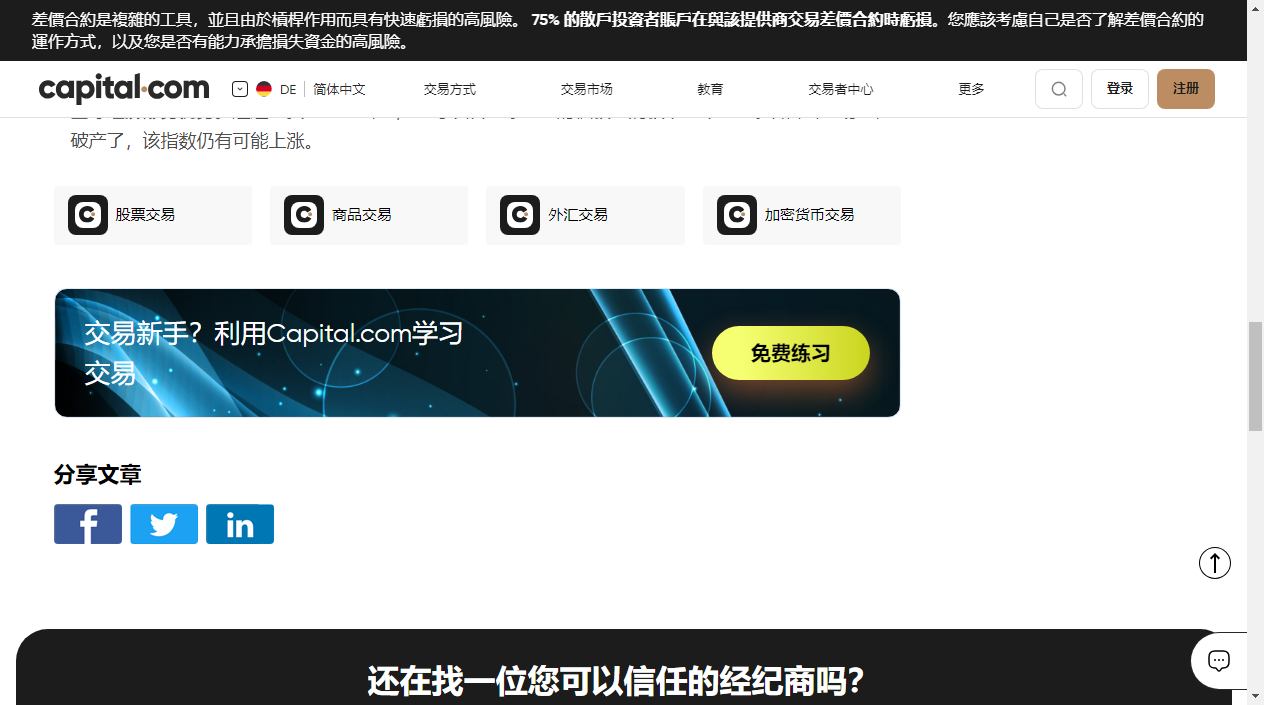 差價合約是複雜的工具，並且由於槓桿作用而具有快速虧損的高風險。 75% 的散戶投資者賬戶在與該提供商交易差價合約時虧損。您應該考慮自己是否了解差價合約的
運作方式，以及您是否有能力承擔損失資金的高風險。
capital.com
DE
简体中文
交易方式
交易市场
教育
交易者中心
更多
登录
注册
破产了，该指数仍有可能上涨。
股票交易
商品交易
外汇交易
加密货币交易
交易新手？利用Capital.com学习
交易
免费练习
分享文章
还在找一位您可以信任的经纪商吗？